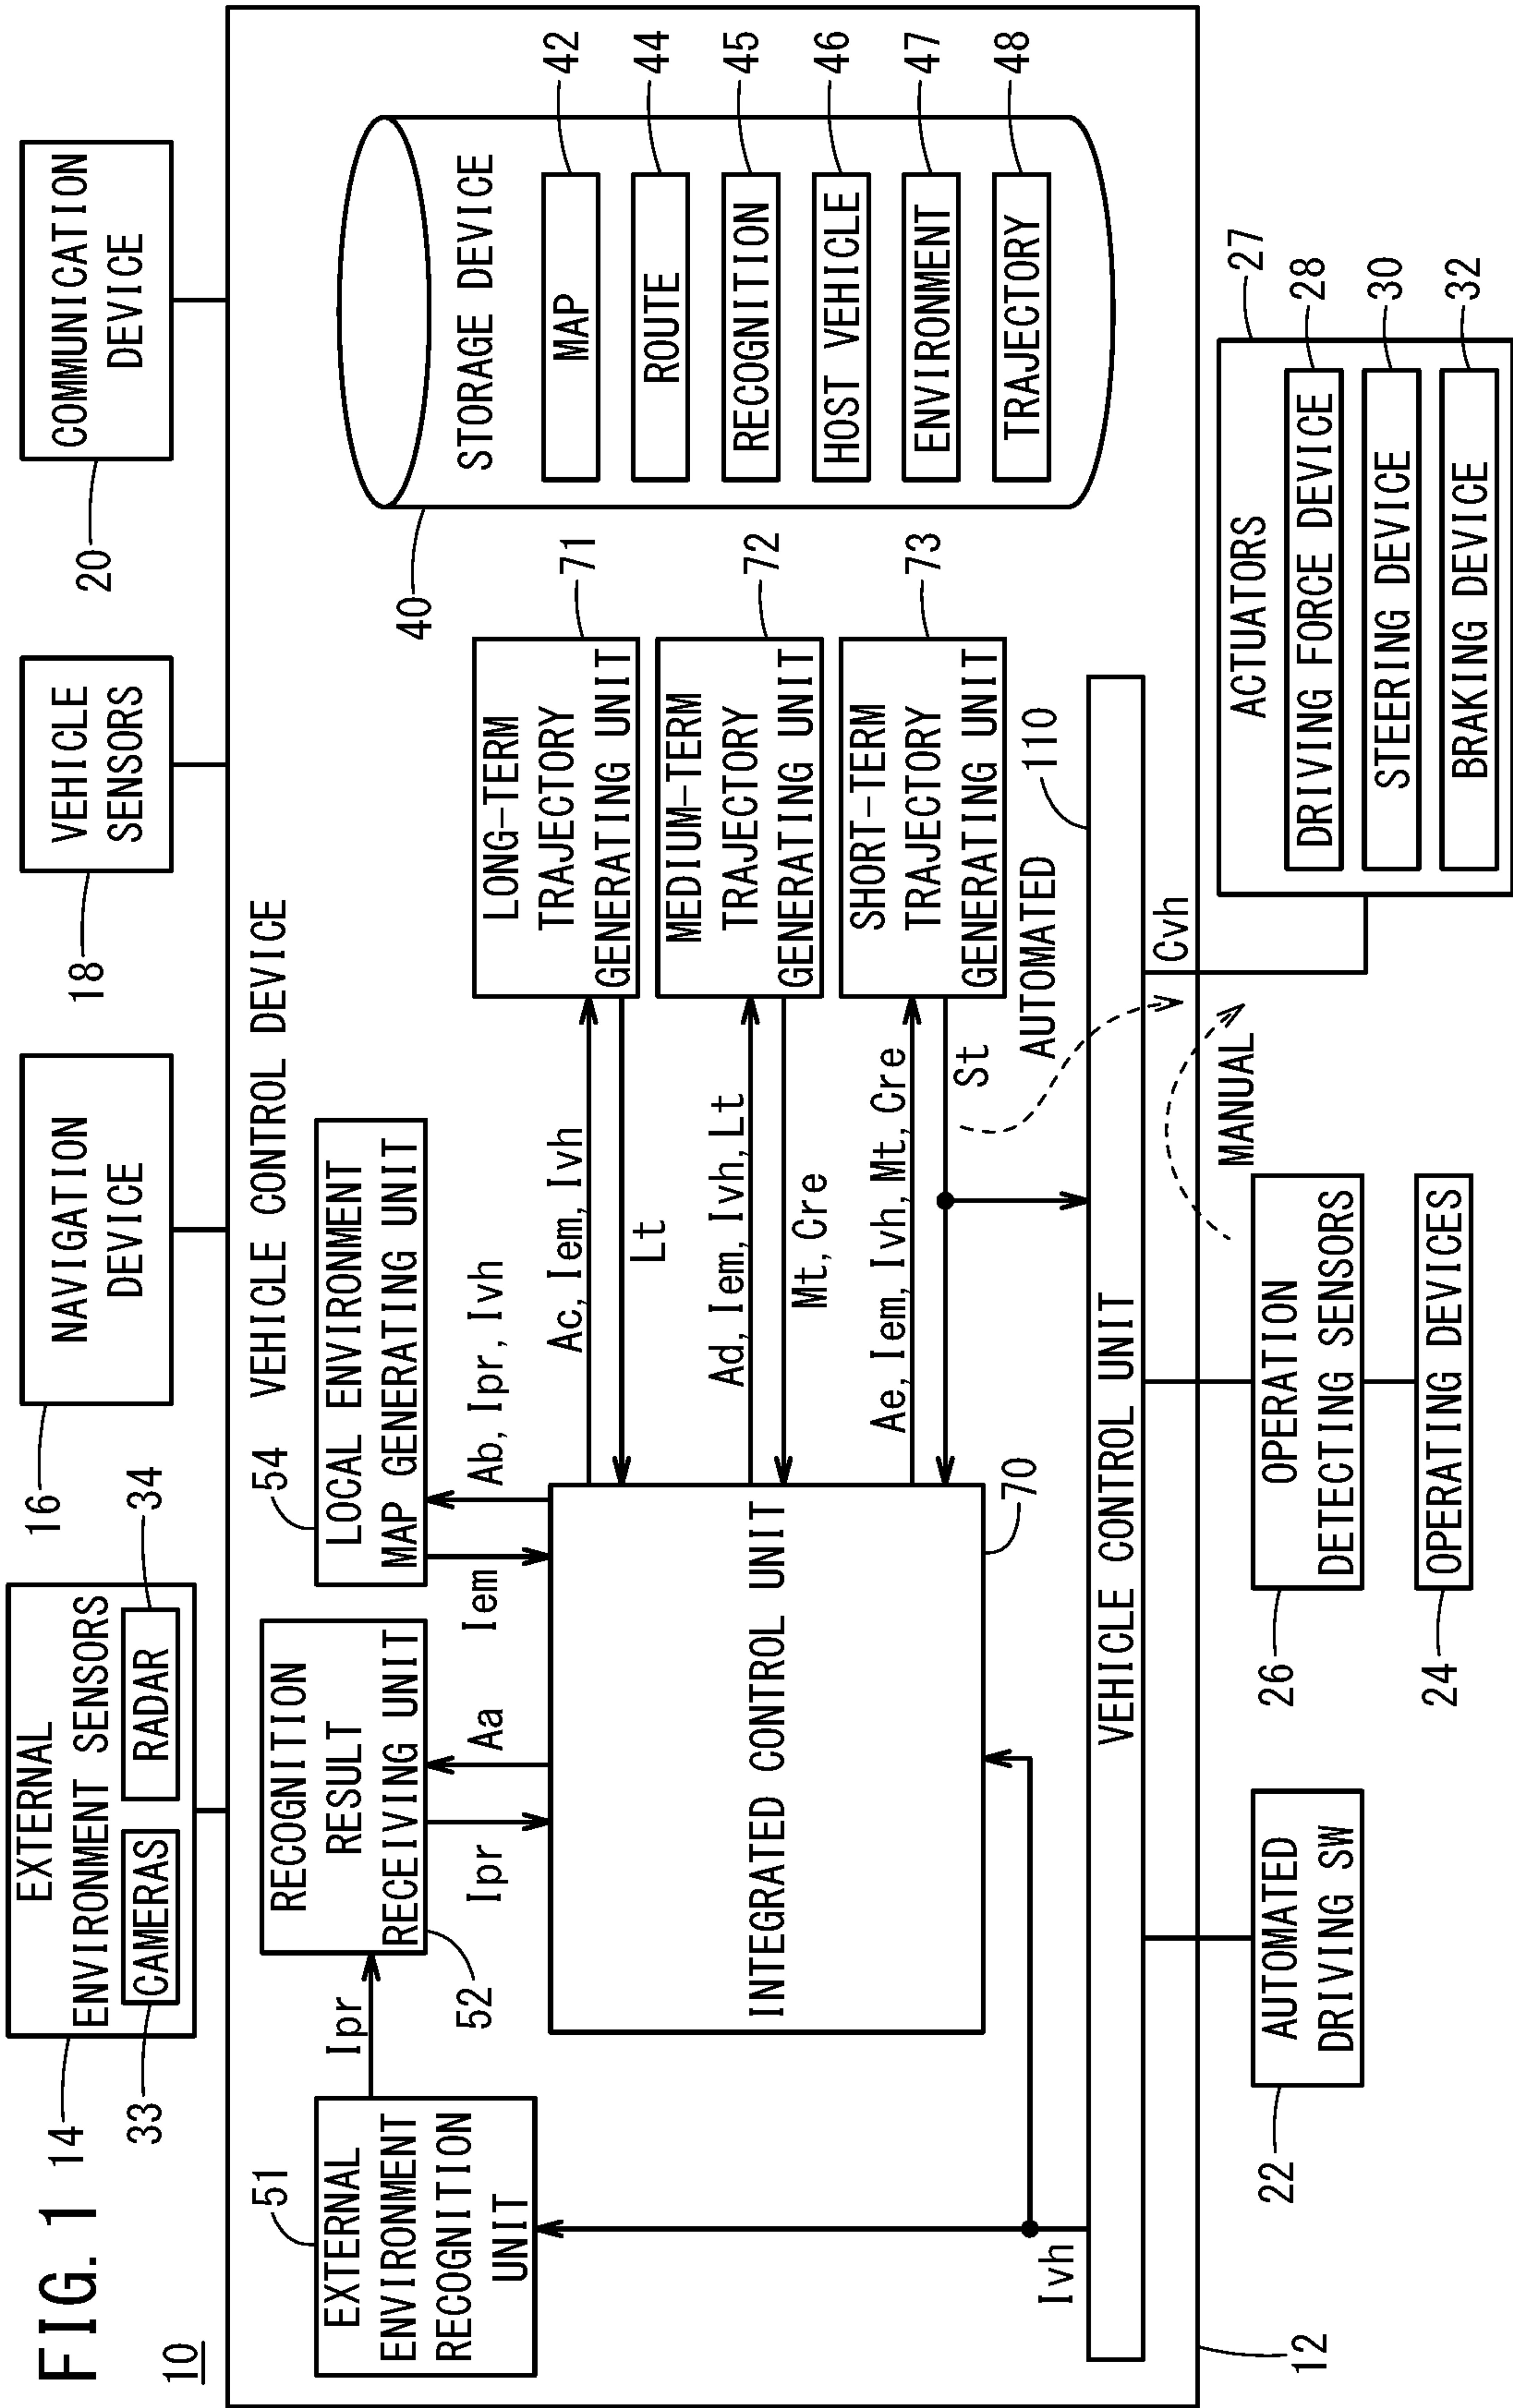 FIG. 1
10
14
EXTERNAL
ENVIRONMENT SENSORS
33
CAMERAS
RADAR
34
16
NAVIGATION
DEVICE
18
VEHICLE
SENSORS
20
COMMUNICATION
DEVICE
VEHICLE CONTROL DEVICE
51
EXTERNAL
ENVIRONMENT
RECOGNITION
UNIT
Ipr
RECOGNITION
RESULT
RECEIVING UNIT
52
Ipr
Aa
54
LOCAL ENVIRONMENT
MAP GENERATING UNIT
Iem
Ab, Ipr, Ivh
INTEGRATED CONTROL UNIT
70
Ac, Iem, Ivh
Lt
Ad, Iem, Ivh, Lt
Mt, Cre
Ae, Iem, Ivh, Mt, Cre
St
LONG-TERM
TRAJECTORY
GENERATING UNIT
71
MEDIUM-TERM
TRAJECTORY
GENERATING UNIT
72
SHORT-TERM
TRAJECTORY
GENERATING UNIT
73
40
STORAGE DEVICE
MAP
42
ROUTE
44
RECOGNITION
45
HOST VEHICLE
46
ENVIRONMENT
47
TRAJECTORY
48
AUTOMATED
110
Ivh
VEHICLE CONTROL UNIT
Cvh
MANUAL
12
22
AUTOMATED
DRIVING SW
26
OPERATION
DETECTING SENSORS
24
OPERATING DEVICES
ACTUATORS
27
DRIVING FORCE DEVICE
28
STEERING DEVICE
30
BRAKING DEVICE
32